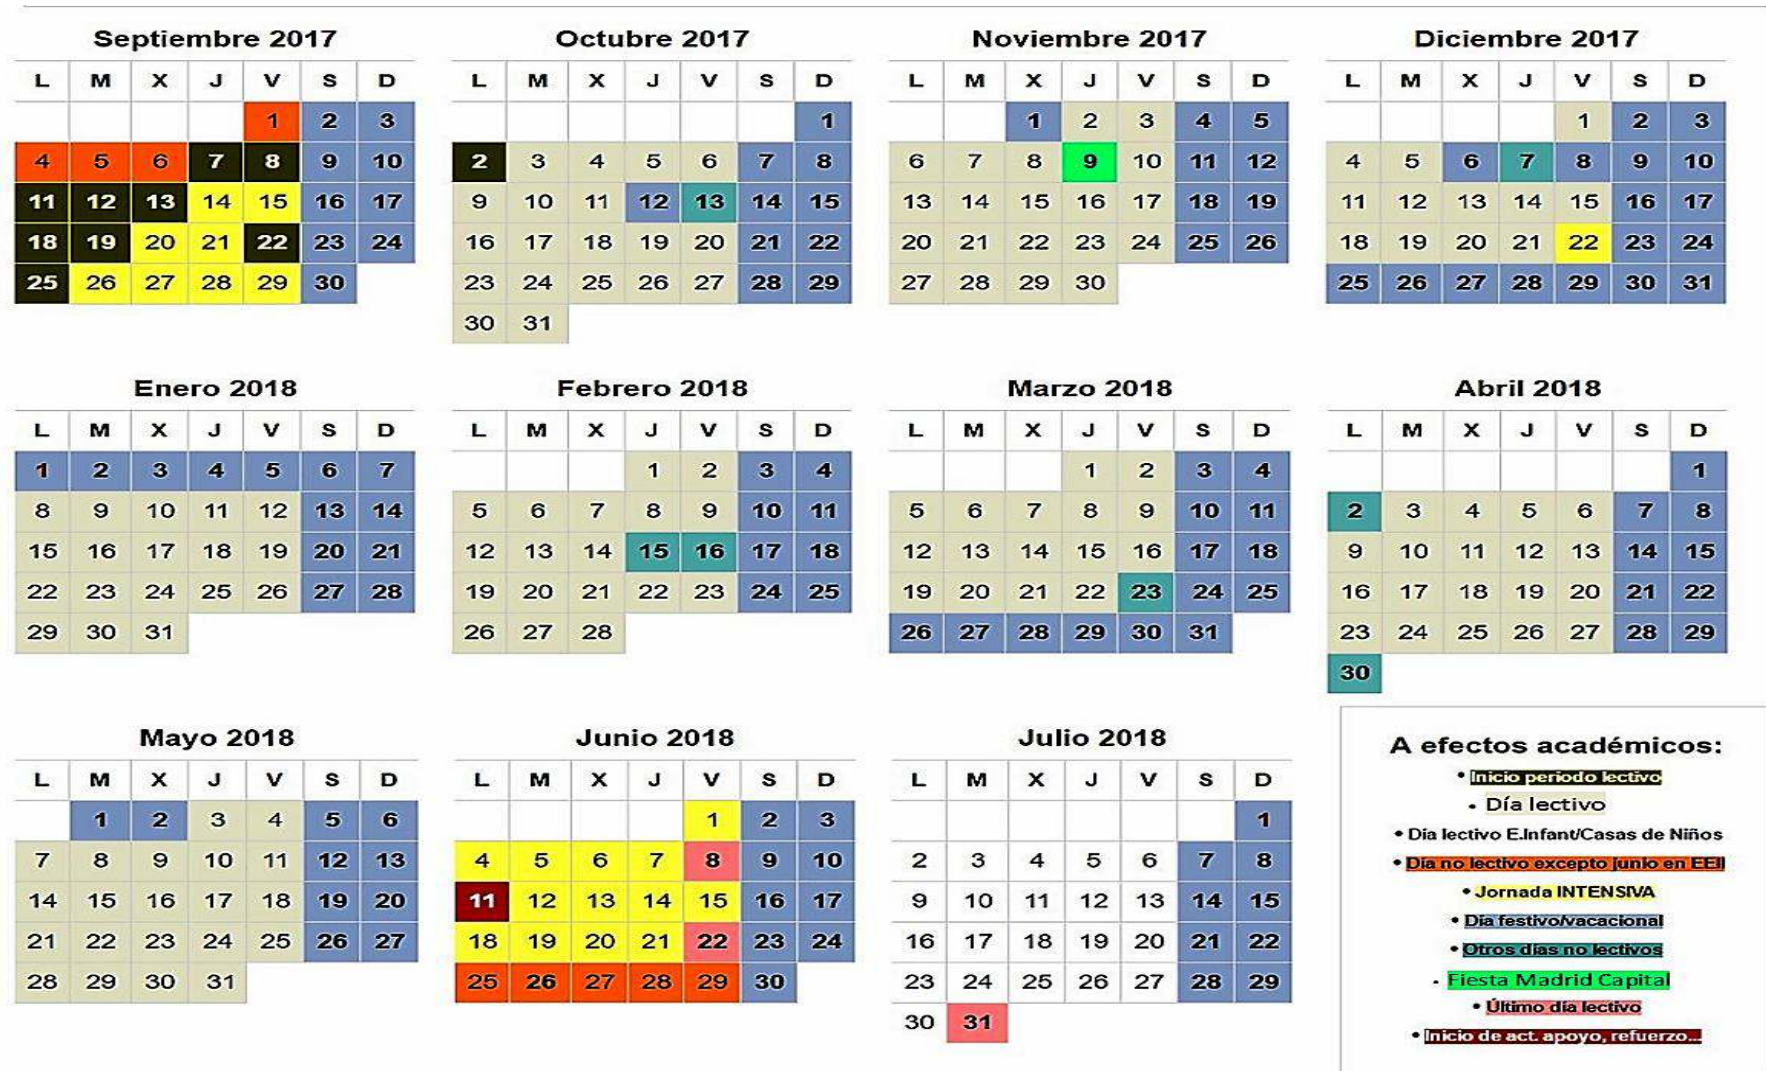 Septiembre 2017
L M X J V S D
1 2 3
4 5 6 7 8 9 10
11 12 13 14 15 16 17
18 19 20 21 22 23 24
25 26 27 28 29 30
Octubre 2017
L M X J V S D
1
2 3 4 5 6 7 8
9 10 11 12 13 14 15
16 17 18 19 20 21 22
23 24 25 26 27 28 29
30 31
Noviembre 2017
L M X J V S D
1 2 3 4 5
6 7 8 9 10 11 12
13 14 15 16 17 18 19
20 21 22 23 24 25 26
27 28 29 30
Diciembre 2017
L M X J V S D
1 2 3
4 5 6 7 8 9 10
11 12 13 14 15 16 17
18 19 20 21 22 23 24
25 26 27 28 29 30 31
Enero 2018
L M X J V S D
1 2 3 4 5 6 7
8 9 10 11 12 13 14
15 16 17 18 19 20 21
22 23 24 25 26 27 28
29 30 31
Febrero 2018
L M X J V S D
1 2 3 4
5 6 7 8 9 10 11
12 13 14 15 16 17 18
19 20 21 22 23 24 25
26 27 28
Marzo 2018
L M X J V S D
1 2 3 4
5 6 7 8 9 10 11
12 13 14 15 16 17 18
19 20 21 22 23 24 25
26 27 28 29 30 31
Abril 2018
L M X J V S D
1
2 3 4 5 6 7 8
9 10 11 12 13 14 15
16 17 18 19 20 21 22
23 24 25 26 27 28 29
30
Mayo 2018
L M X J V S D
1 2 3 4 5 6
7 8 9 10 11 12 13
14 15 16 17 18 19 20
21 22 23 24 25 26 27
28 29 30 31
Junio 2018
L M X J V S D
1 2 3
4 5 6 7 8 9 10
11 12 13 14 15 16 17
18 19 20 21 22 23 24
25 26 27 28 29 30
Julio 2018
L M X J V S D
1
2 3 4 5 6 7 8
9 10 11 12 13 14 15
16 17 18 19 20 21 22
23 24 25 26 27 28 29
30 31
A efectos académicos:
• Inicio periodo lectivo
• Día lectivo
• Dia lectivo E.Infant/Casas de Niños
• Dia no lectivo excepto junio en EEI
• Jornada INTENSIVA
• Dia festivo/vacacional
• Otros dias no lectivos
• Fiesta Madrid Capital
• Último día lectivo
• Inicio de act. apoyo, refuerzo...